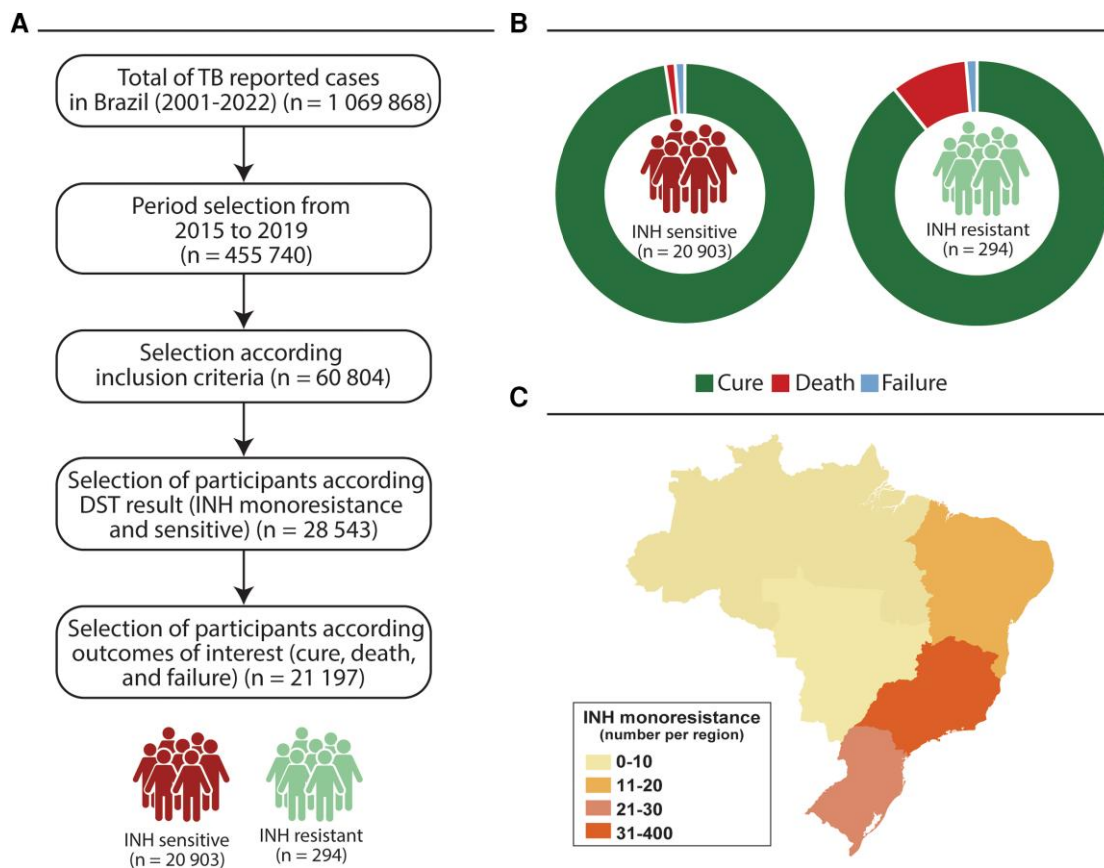 A
Total of TB reported cases
in Brazil (2001-2022) (n = 1 069 868)
Period selection from
2015 to 2019
(n = 455 740)
Selection according
inclusion criteria (n = 60 804)
Selection of participants according
DST result (INH monoresistance
and sensitive) (n = 28 543)
Selection of participants according
outcomes of interest (cure, death,
and failure) (n = 21 197)
INH sensitive
(n = 20 903)
INH resistant
(n = 294)
B
INH sensitive
(n = 20 903)
INH resistant
(n = 294)
Cure Death Failure
C
INH monoresistance
(number per region)
0-10
11-20
21-30
31-400